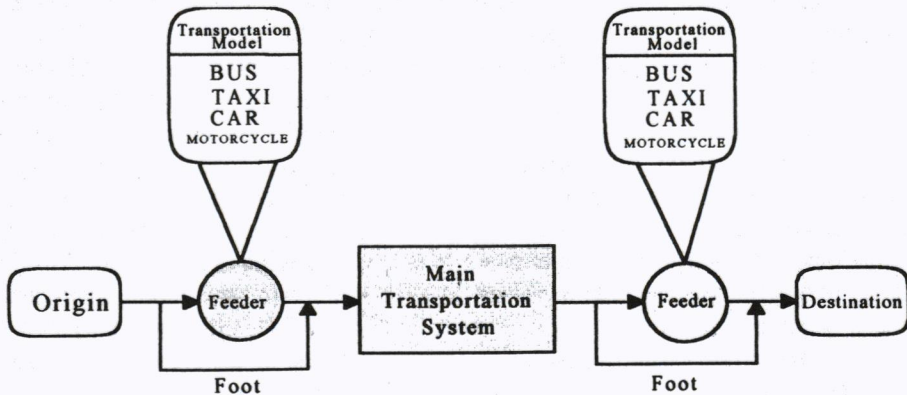 Transportation
Model
BUS
TAXI
CAR
MOTORCYCLE
Transportation
Model
BUS
TAXI
CAR
MOTORCYCLE
Origin
Feeder
Main
Transportation
System
Feeder
Destination
Foot
Foot